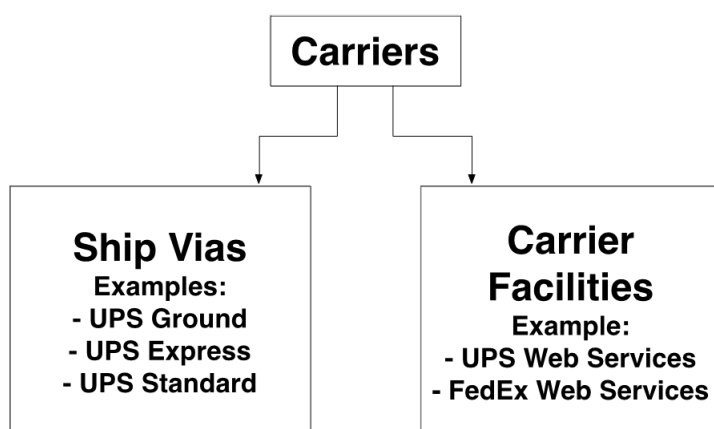 Carriers
Ship Vias
Examples:
- UPS Ground
- UPS Express
- UPS Standard
Carrier
Facilities
Example:
- UPS Web Services
- FedEx Web Services